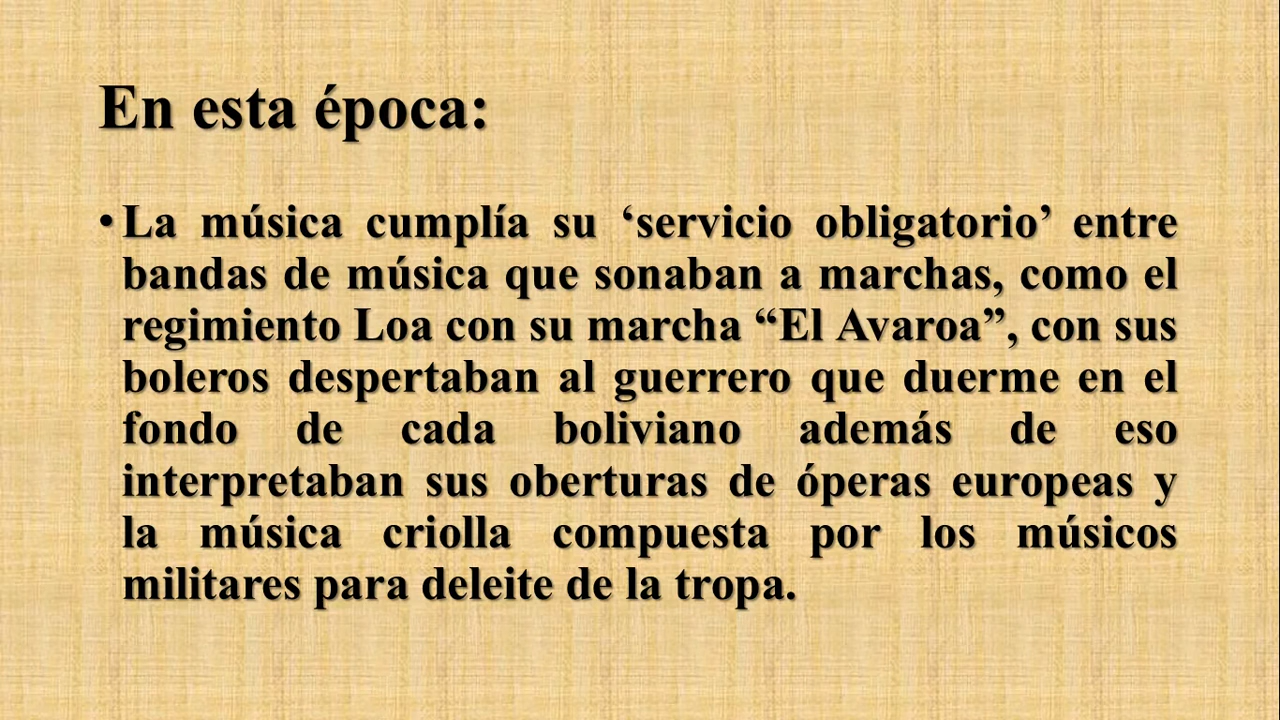 En esta época:
• La música cumplía su ‘servicio obligatorio’ entre
bandas de música que sonaban a marchas, como el
regimiento Loa con su marcha “El Avaroa”, con sus
boleros despertaban al guerrero que duerme en el
fondo de cada boliviano además de eso
interpretaban sus oberturas de óperas europeas y
la música criolla compuesta por los músicos
militares para deleite de la tropa.